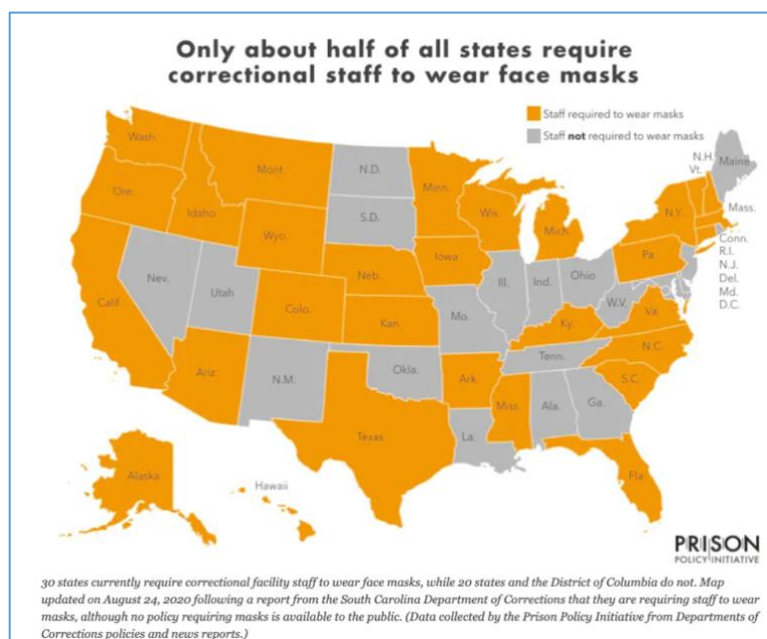 Only about half of all states require
correctional staff to wear face masks
Staff required to wear masks
Staff not required to wear masks
Wash.
Mont.
N.D.
Minn.
N.H.
Vt.
Maine
Ore.
Idaho
S.D.
Wis.
Mich.
N.Y.
Mass.
Wyo.
Iowa
Pa.
Conn.
R.I.
N.J.
Del.
Md.
D.C.
Nev.
Neb.
Ill.
Ind.
Ohio
Utah
Colo.
W.V.
Va.
Calif
Kan.
Mo.
Ky.
N.C.
Ariz.
N.M.
Okla.
Ark.
Tenn.
S.C.
Miss.
Ala.
Ga.
Texas
La.
Fla.
Alaska
Hawaii
PRISON
POLICY INITIATIVE
30 states currently require correctional facility staff to wear face masks, while 20 states and the District of Columbia do not. Map
updated on August 24, 2020 following a report from the South Carolina Department of Corrections that they are requiring staff to wear
masks, although no policy requiring masks is available to the public. (Data collected by the Prison Policy Initiative from Departments of
Corrections policies and news reports.)